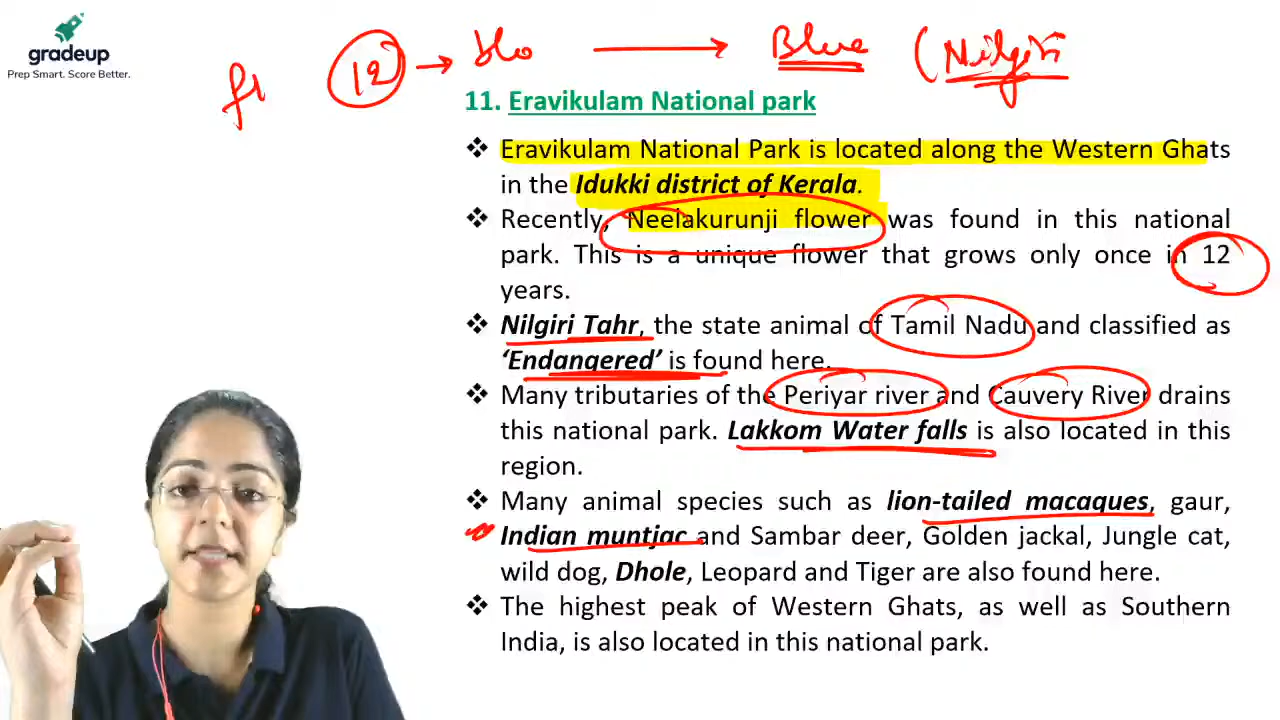 gradeup
Prep Smart. Score Better.
12 → → Blue (Nilgiri
11. Eravikulam National park
❖ Eravikulam National Park is located along the Western Ghats
in the Idukki district of Kerala.
❖ Recently, Neelakurunji flower was found in this national
park. This is a unique flower that grows only once in 12
years.
❖ Nilgiri Tahr, the state animal of Tamil Nadu and classified as
‘Endangered’ is found here.
❖ Many tributaries of the Periyar river and Cauvery River drains
this national park. Lakkom Water falls is also located in this
region.
❖ Many animal species such as lion-tailed macaques, gaur,
Indian muntjac and Sambar deer, Golden jackal, Jungle cat,
wild dog, Dhole, Leopard and Tiger are also found here.
❖ The highest peak of Western Ghats, as well as Southern
India, is also located in this national park.